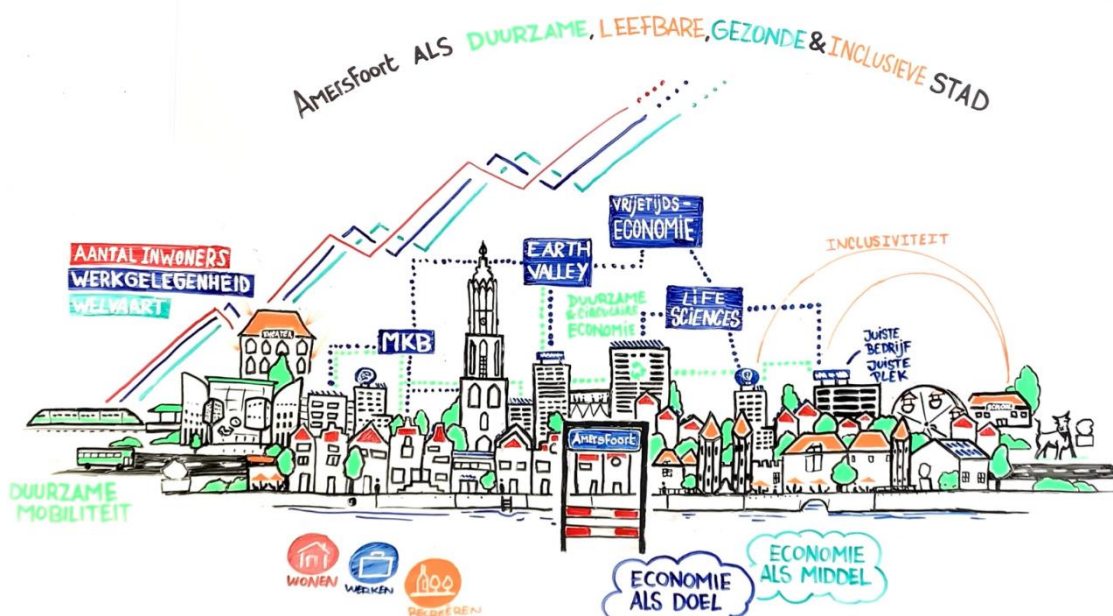 Amersfoort ALS DUURZAME, LEEFBARE, GEZONDE & INCLUSIEVE STAD
VRIJETIJDS-
ECONOMIE
EARTH
VALLEY
INCLUSIVITEIT
AANTAL INWONERS
WERKGELEGENHEID
WELVAART
DUURZAME
& CIRCULAIRE
ECONOMIE
LIFE
SCIENCES
THEATER
MKB
JUISTE
BEDRIJF
JUISTE
PLEK
AMERSFOORT
DUURZAME
MOBILITEIT
WONEN
WERKEN
RECREËREN
ECONOMIE
ALS DOEL
ECONOMIE
ALS MIDDEL